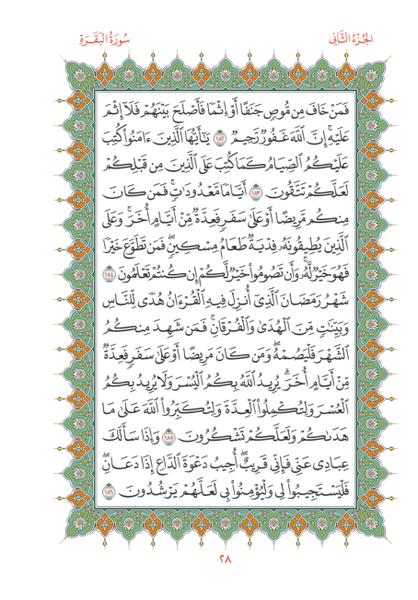 الجُزْءُ الثَّانِي
سُورَةُ البَقَرَةِ
فَمَنْ خَافَ مِن مُّوصٍ جَنَفًا أَوْ إِثْمًا فَأَصْلَحَ بَيْنَهُمْ فَلَآ إِثْمَ
عَلَيْهِ إِنَّ ٱللَّهَ غَفُورٌ رَّحِيمٌ ١٨٢ يَٰٓأَيُّهَا ٱلَّذِينَ ءَامَنُوا۟ كُتِبَ
عَلَيْكُمُ ٱلصِّيَامُ كَمَا كُتِبَ عَلَى ٱلَّذِينَ مِن قَبْلِكُمْ
لَعَلَّكُمْ تَتَّقُونَ ١٨٣ أَيَّامًا مَّعْدُودَٰتٍ فَمَن كَانَ
مِنكُم مَّرِيضًا أَوْ عَلَىٰ سَفَرٍ فَعِدَّةٌ مِّنْ أَيَّامٍ أُخَرَ وَعَلَى
ٱلَّذِينَ يُطِيقُونَهُۥ فِدْيَةٌ طَعَامُ مِسْكِينٍ فَمَن تَطَوَّعَ خَيْرًا
فَهُوَ خَيْرٌ لَّهُۥ وَأَن تَصُومُوا۟ خَيْرٌ لَّكُمْ إِن كُنتُمْ تَعْلَمُونَ ١٨٤
شَهْرُ رَمَضَانَ ٱلَّذِىٓ أُنزِلَ فِيهِ ٱلْقُرْءَانُ هُدًى لِّلنَّاسِ
وَبَيِّنَٰتٍ مِّنَ ٱلْهُدَىٰ وَٱلْفُرْقَانِ فَمَن شَهِدَ مِنكُمُ
ٱلشَّهْرَ فَلْيَصُمْهُ وَمَن كَانَ مَرِيضًا أَوْ عَلَىٰ سَفَرٍ فَعِدَّةٌ
مِّنْ أَيَّامٍ أُخَرَ يُرِيدُ ٱللَّهُ بِكُمُ ٱلْيُسْرَ وَلَا يُرِيدُ بِكُمُ
ٱلْعُسْرَ وَلِتُكْمِلُوا۟ ٱلْعِدَّةَ وَلِتُكَبِّرُوا۟ ٱللَّهَ عَلَىٰ مَا
هَدَىٰكُمْ وَلَعَلَّكُمْ تَشْكُرُونَ ١٨٥ وَإِذَا سَأَلَكَ
عِبَادِى عَنِّى فَإِنِّى قَرِيبٌ أُجِيبُ دَعْوَةَ ٱلدَّاعِ إِذَا دَعَانِ
فَلْيَسْتَجِيبُوا۟ لِى وَلْيُؤْمِنُوا۟ بِى لَعَلَّهُمْ يَرْشُدُونَ ١٨٦
٢٨